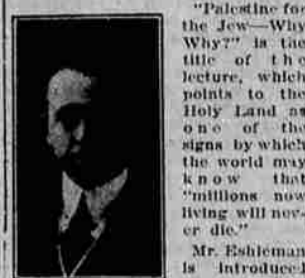 "Palestine for
the Jew—Why
Why?" is the
title of the
lecture, which
points to the
Holy Land as
one of the
signs by which
the world may
know that
"millions now
living will nev-
er die."
Mr. Eshleman
is introduced